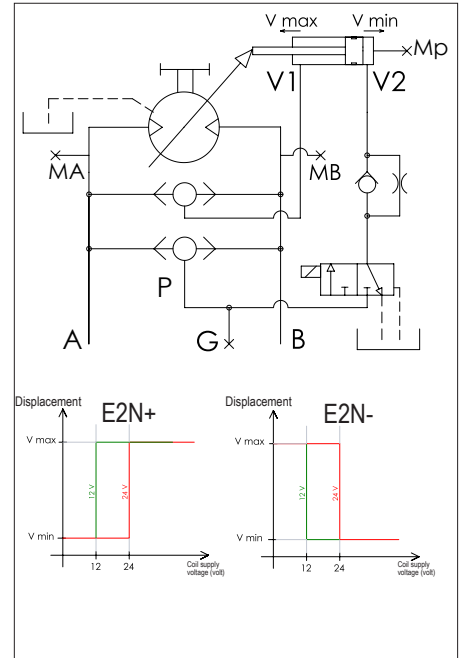 V max V min
Mp
V1 V2
MA MB
P
A G B
Displacement E2N+
V max
12 V 24 V
V min
12 24
Coil supply
voltage (volt)
Displacement E2N-
V max
12 V 24 V
V min
12 24
Coil supply
voltage (volt)